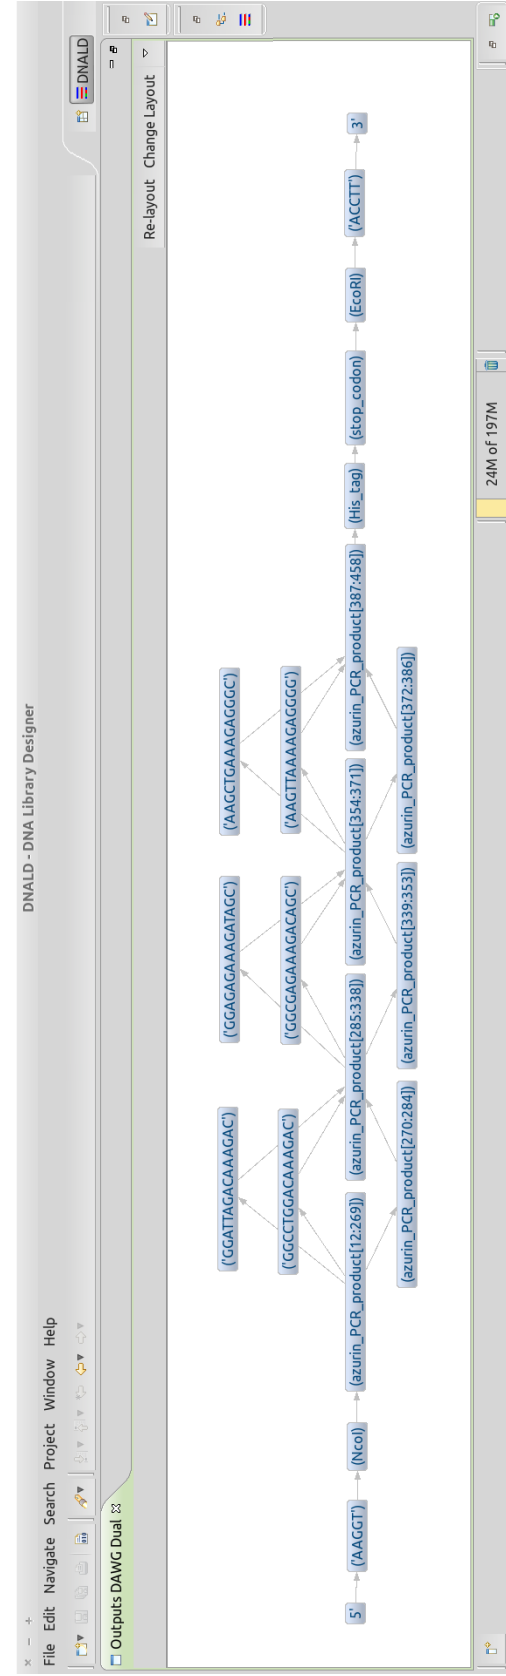 DNALD - DNA Library Designer
File Edit Navigate Search Project Window Help
DNALD
Outputs DAWG Dual
Re-layout Change Layout
('GGATTAGACAAAGAC')
('GGAGAGAAAGATAGC')
('AAGCTGAAAGAGGGC')
('GGCCTGGACAAAGAC')
('GGCGAGAAAGACAGC')
('AAGTTAAAAGAGGGG')
5'
('AAGGT')
(NcoI)
(azurin_PCR_product[12:269])
(azurin_PCR_product[285:338])
(azurin_PCR_product[354:371])
(azurin_PCR_product[387:458])
(His_tag)
(stop_codon)
(EcoRI)
('ACCTT')
3'
(azurin_PCR_product[270:284])
(azurin_PCR_product[339:353])
(azurin_PCR_product[372:386])
24M of 197M